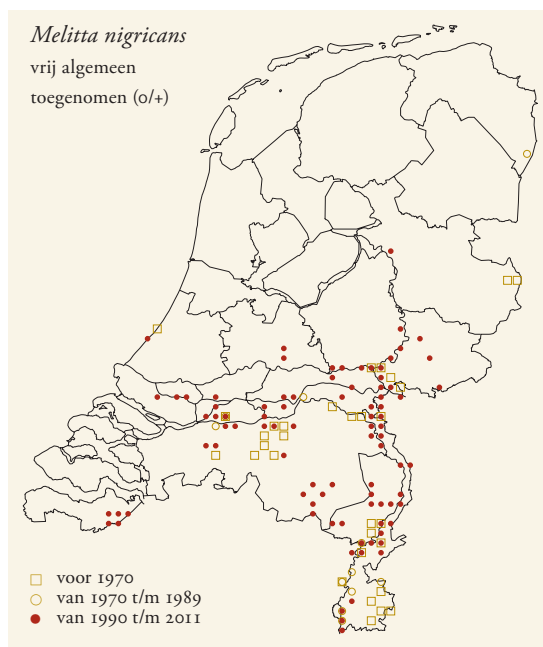 Melitta nigricans
vrij algemeen
toegenomen (0/+)
voor 1970
van 1970 t/m 1989
van 1990 t/m 2011